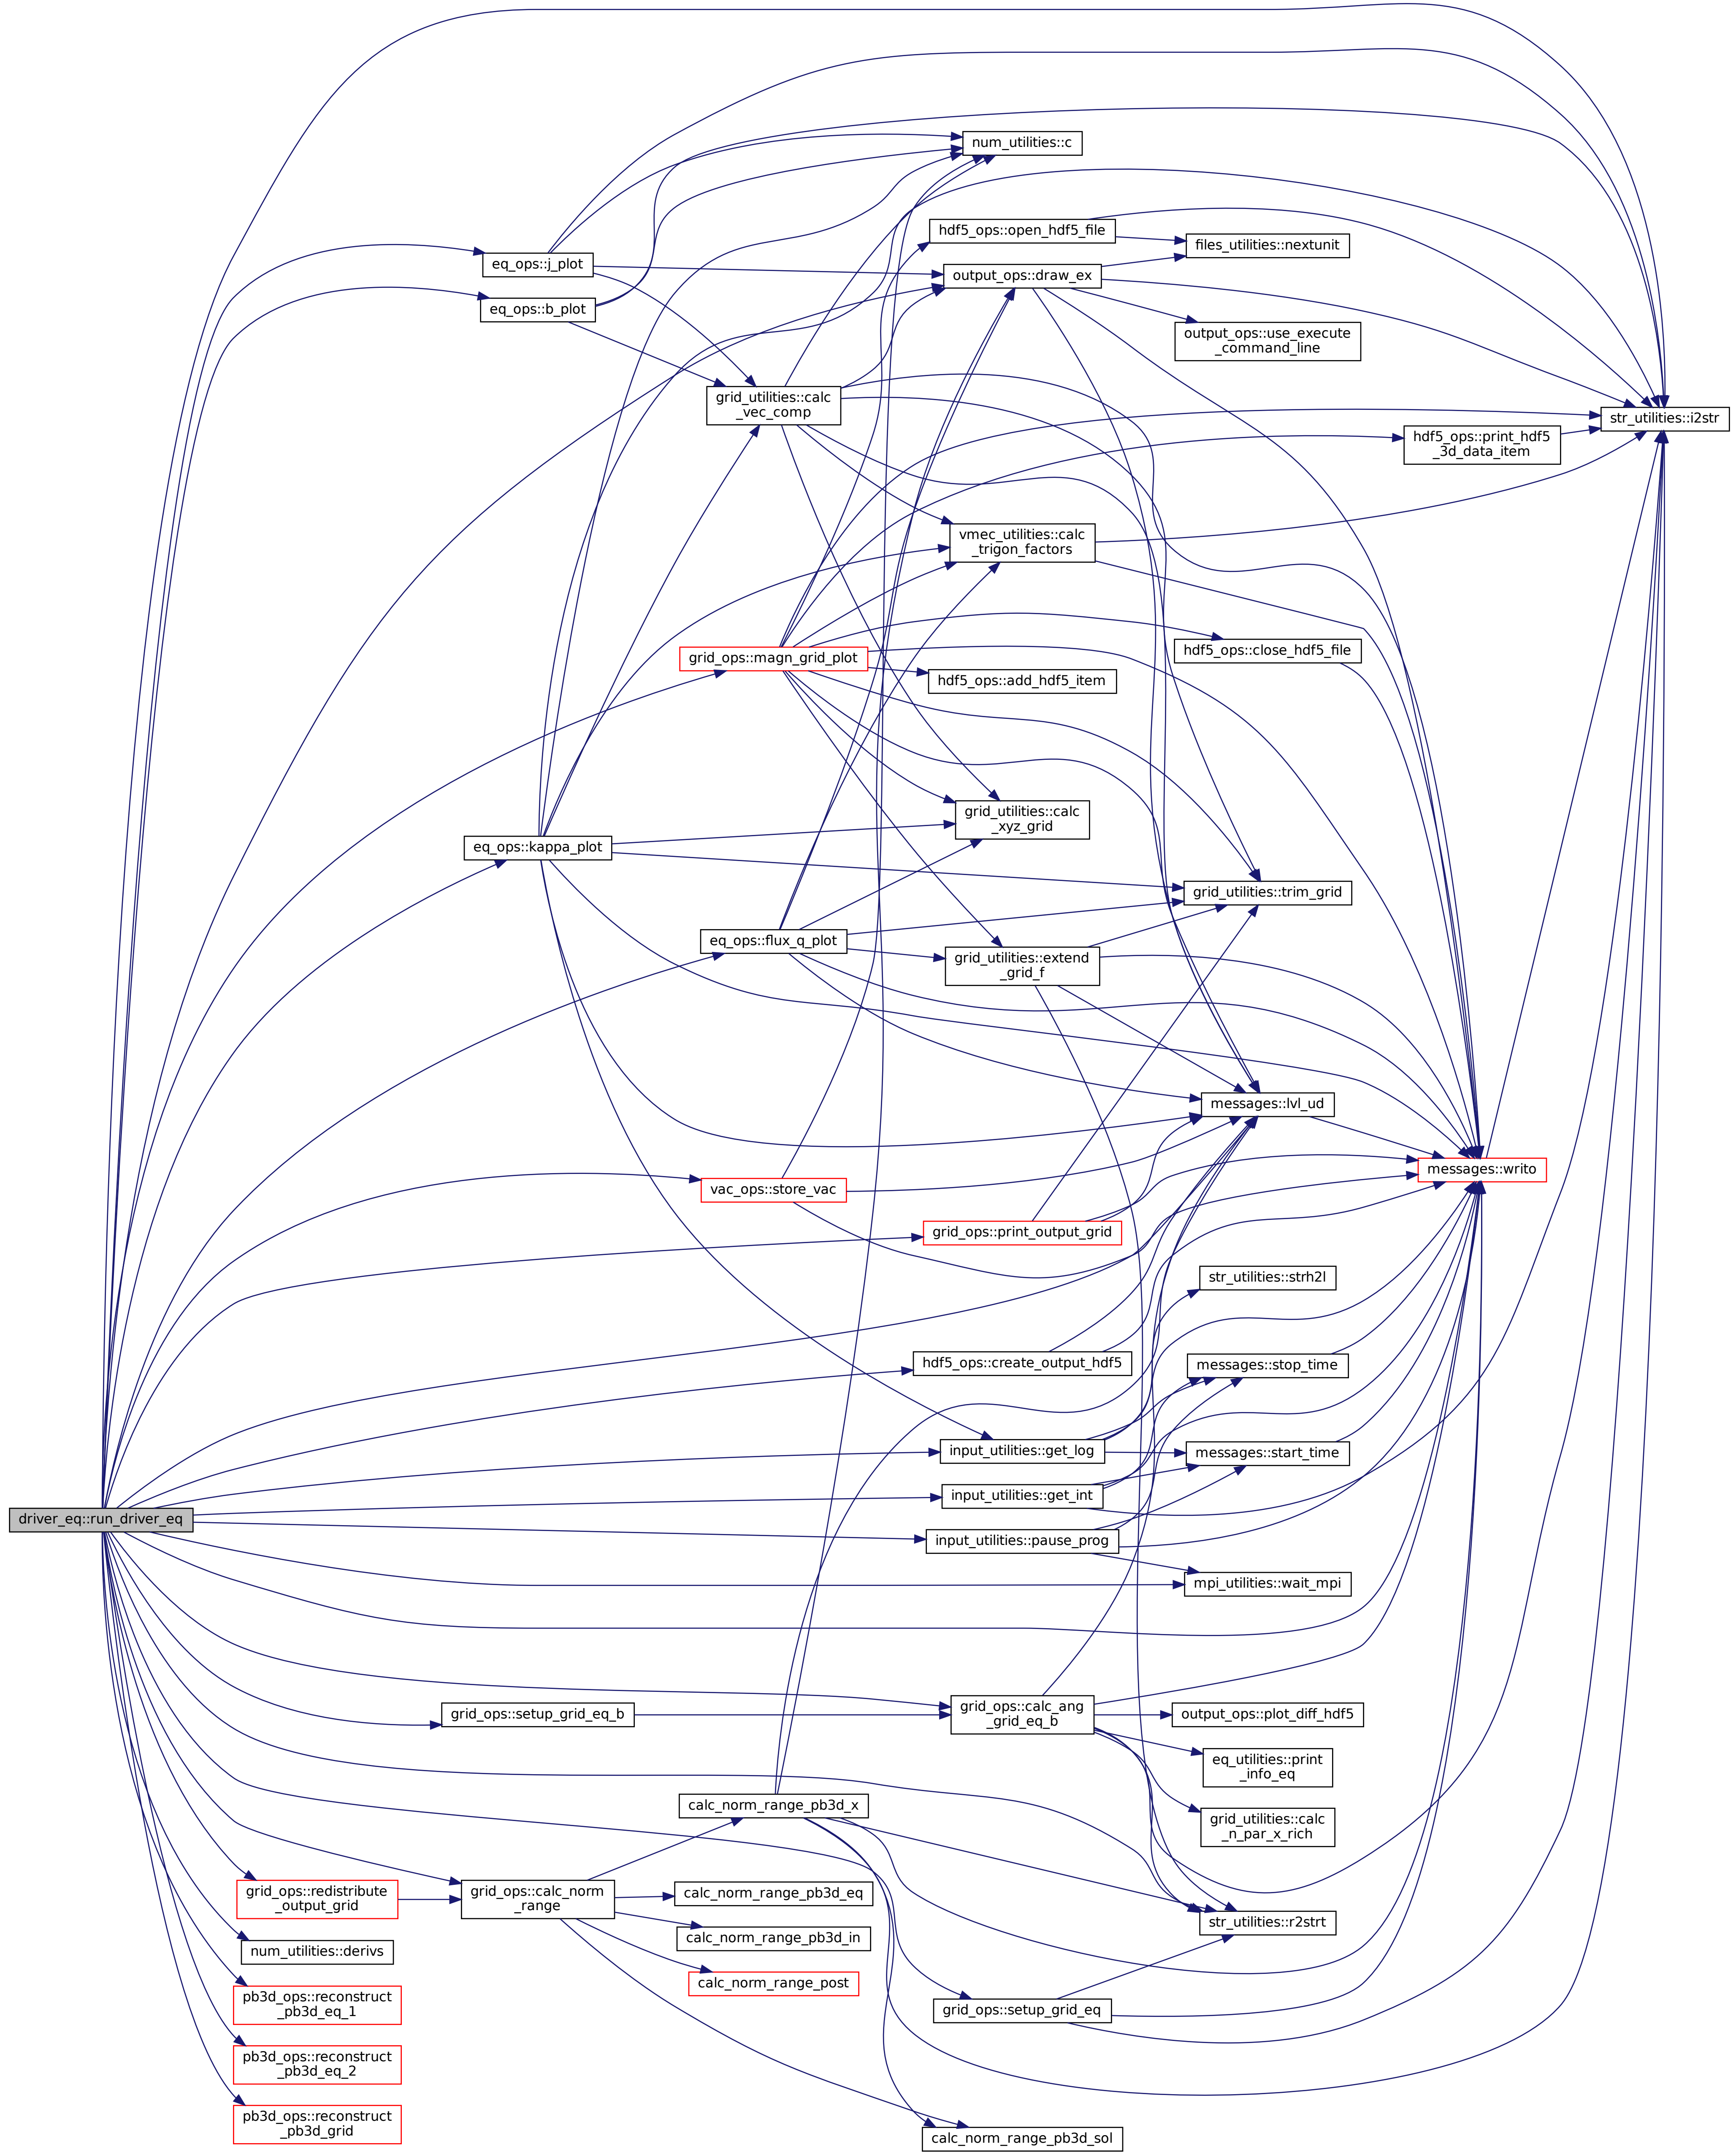 num_utilities::c
hdf5_ops::open_hdf5_file
files_utilities::nextunit
eq_ops::j_plot
output_ops::draw_ex
eq_ops::b_plot
output_ops::use_execute
_command_line
grid_utilities::calc
_vec_comp
str_utilities::i2str
hdf5_ops::print_hdf5
_3d_data_item
vmec_utilities::calc
_trigon_factors
grid_ops::magn_grid_plot
hdf5_ops::close_hdf5_file
hdf5_ops::add_hdf5_item
grid_utilities::calc
_xyz_grid
eq_ops::kappa_plot
grid_utilities::trim_grid
eq_ops::flux_q_plot
grid_utilities::extend
_grid_f
messages::lvl_ud
messages::writo
vac_ops::store_vac
grid_ops::print_output_grid
str_utilities::strh2l
hdf5_ops::create_output_hdf5
messages::stop_time
input_utilities::get_log
messages::start_time
input_utilities::get_int
driver_eq::run_driver_eq
input_utilities::pause_prog
mpi_utilities::wait_mpi
grid_ops::setup_grid_eq_b
grid_ops::calc_ang
_grid_eq_b
output_ops::plot_diff_hdf5
eq_utilities::print
_info_eq
calc_norm_range_pb3d_x
grid_utilities::calc
_n_par_x_rich
grid_ops::redistribute
_output_grid
grid_ops::calc_norm
_range
calc_norm_range_pb3d_eq
str_utilities::r2strt
calc_norm_range_pb3d_in
num_utilities::derivs
calc_norm_range_post
pb3d_ops::reconstruct
_pb3d_eq_1
grid_ops::setup_grid_eq
pb3d_ops::reconstruct
_pb3d_eq_2
pb3d_ops::reconstruct
_pb3d_grid
calc_norm_range_pb3d_sol